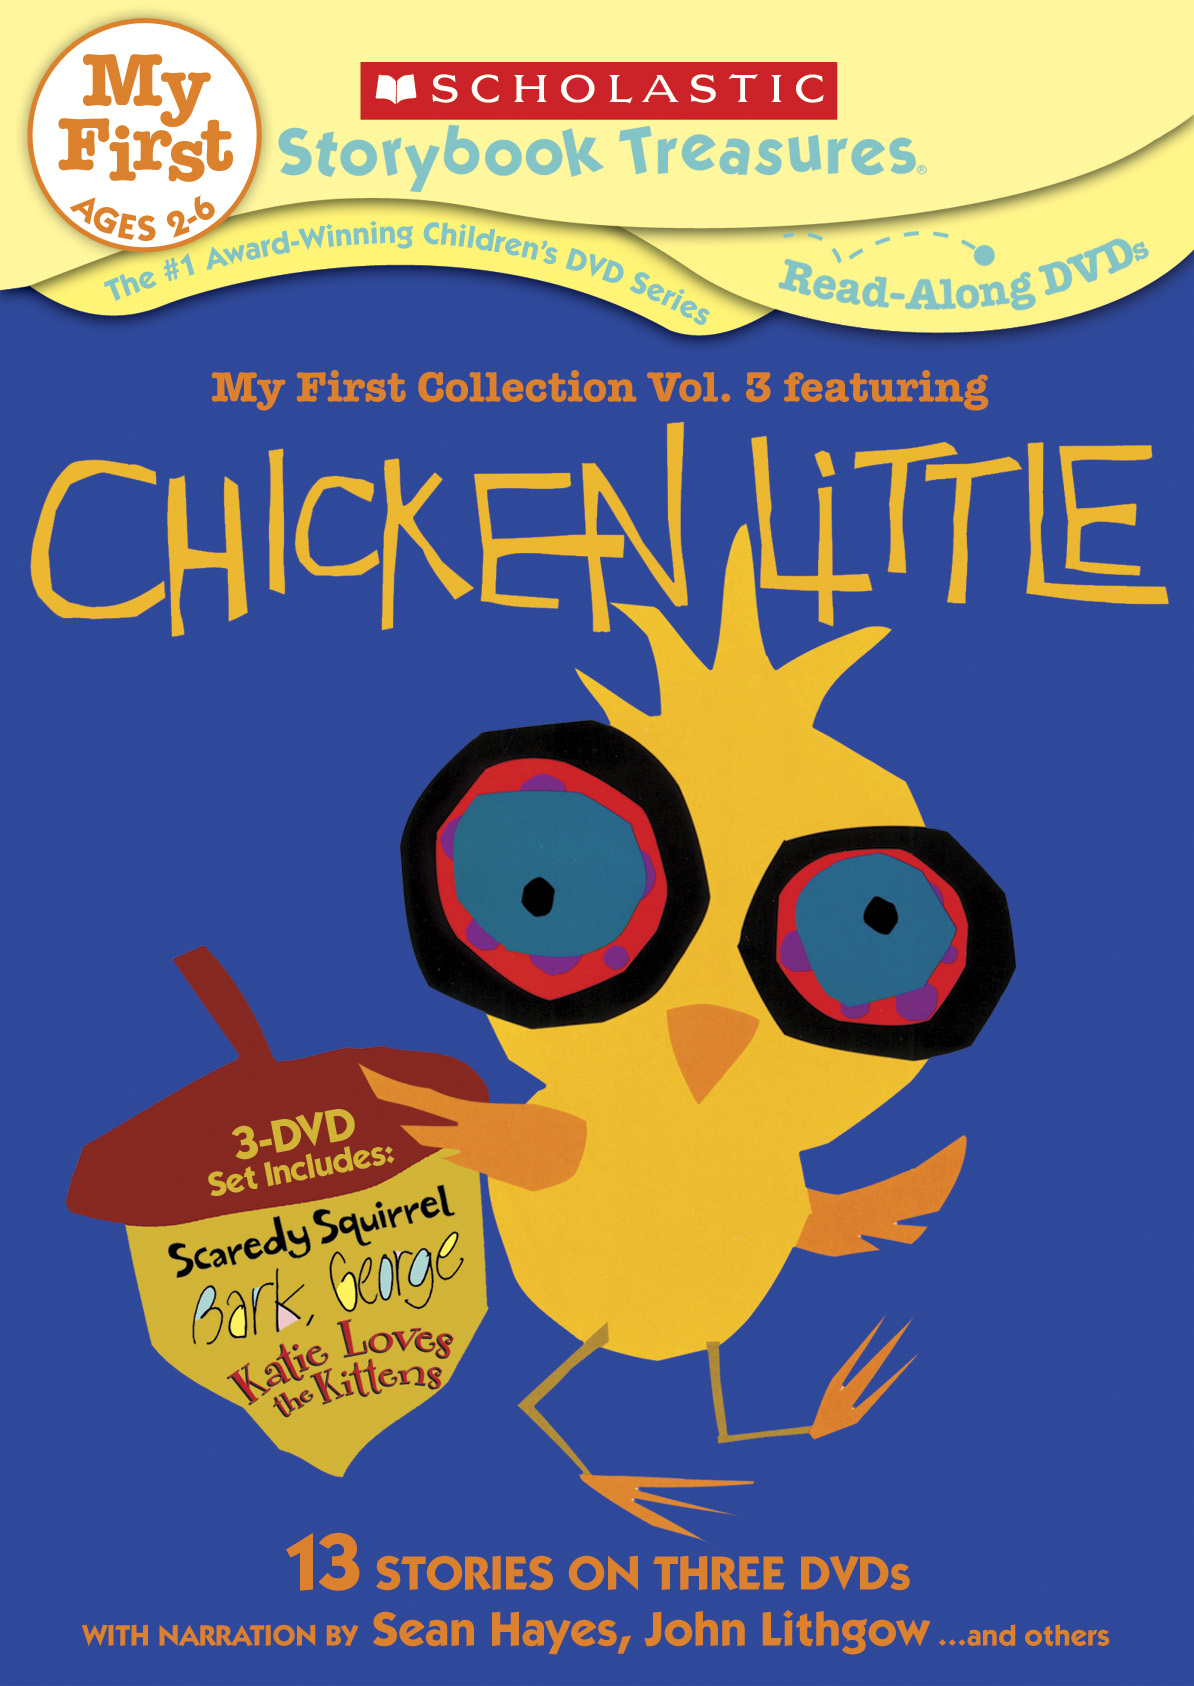 My
First
AGES 2-6
SCHOLASTIC
Storybook Treasures®
The #1 Award-Winning Children's DVD Series
Read-Along DVDs
My First Collection Vol. 3 featuring
CHICKEN LiTTLE
3-DVD
Set Includes:
Scaredy Squirrel
Bark, George
Katie Loves
the Kittens
13 STORIES ON THREE DVDs
WITH NARRATION BY Sean Hayes, John Lithgow ...and others